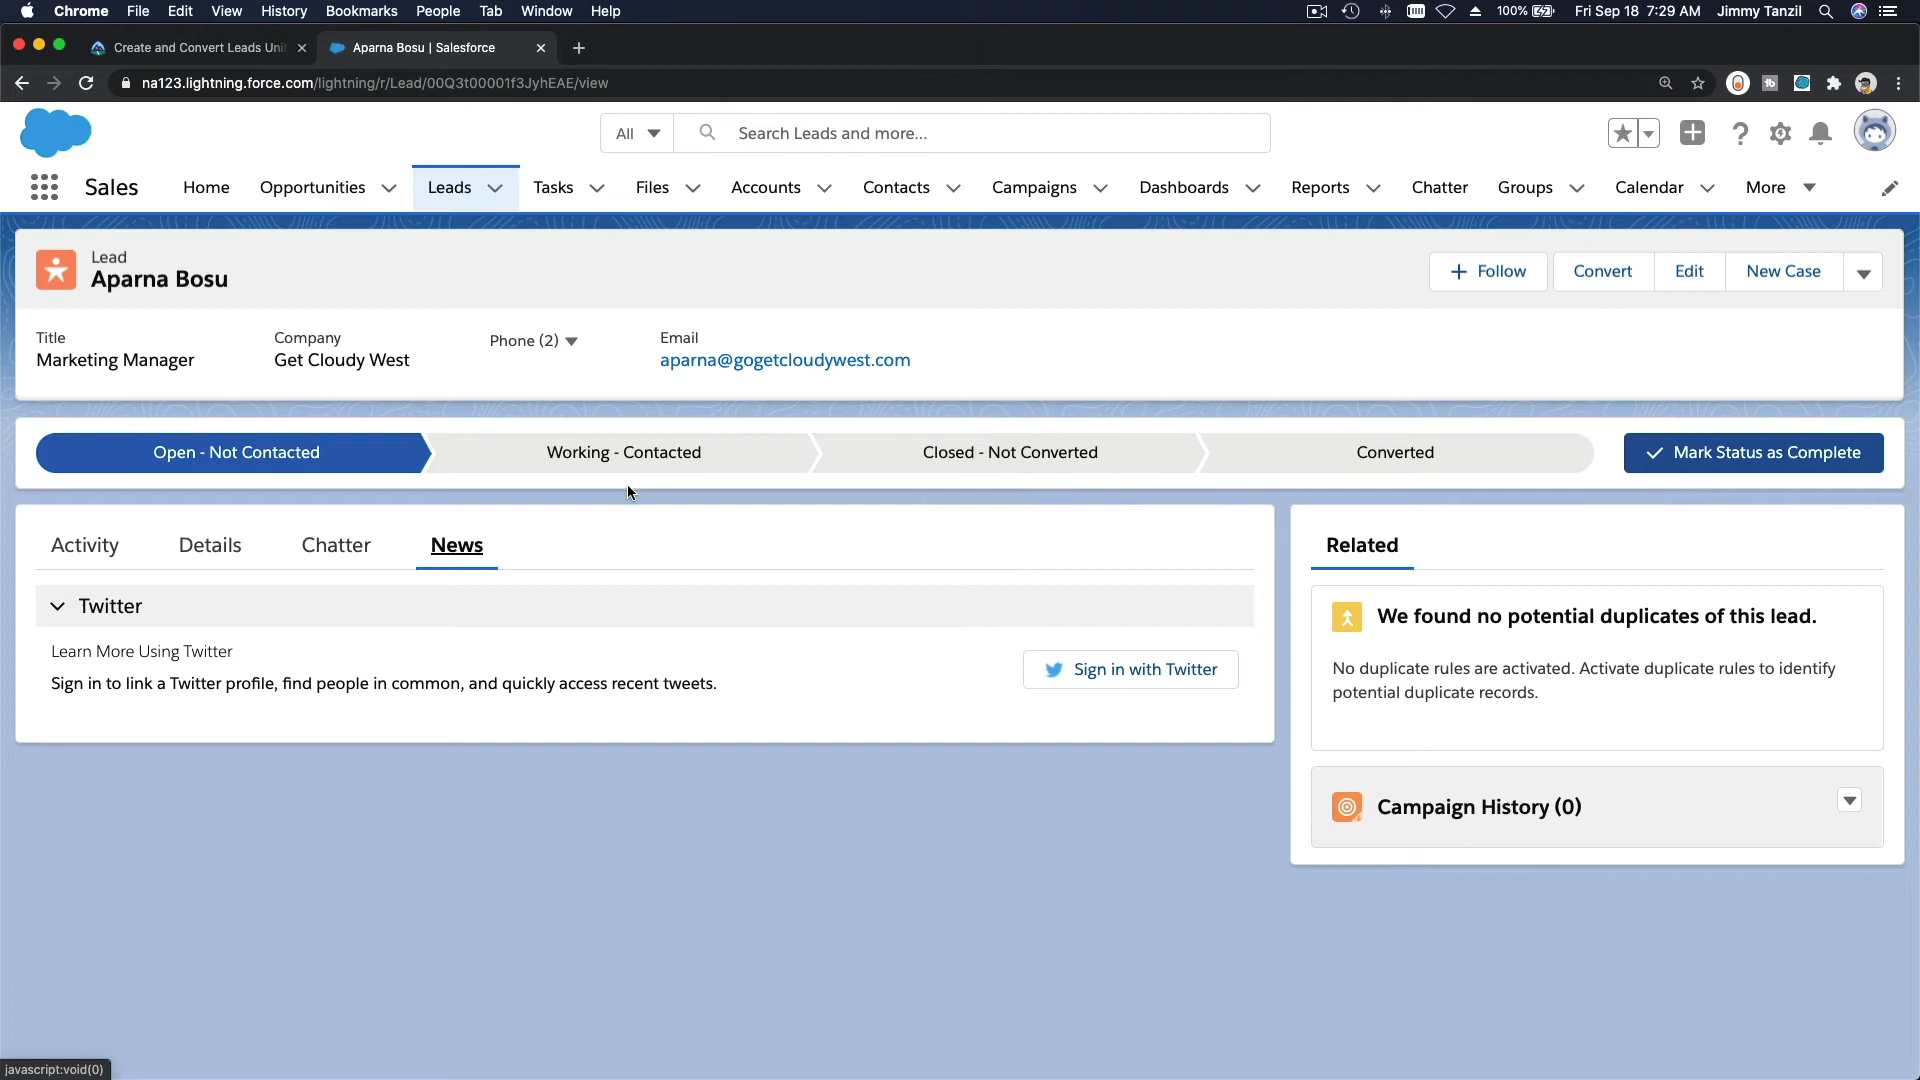 Chrome File Edit View History Bookmarks People Tab Window Help 100% Fri Sep 18 7:29 AM Jimmy Tanzil
Create and Convert Leads Unit Aparna Bosu | Salesforce
na123.lightning.force.com/lightning/r/Lead/00Q3t00001f3JyhEAE/view
All Search Leads and more...
Sales Home Opportunities Leads Tasks Files Accounts Contacts Campaigns Dashboards Reports Chatter Groups Calendar More
Lead
Aparna Bosu
Follow Convert Edit New Case
Title Company Phone (2) Email
Marketing Manager Get Cloudy West aparna@gogetcloudywest.com
Open - Not Contacted Working - Contacted Closed - Not Converted Converted Mark Status as Complete
Activity Details Chatter News
Twitter
Learn More Using Twitter
Sign in to link a Twitter profile, find people in common, and quickly access recent tweets.
Sign in with Twitter
Related
We found no potential duplicates of this lead.
No duplicate rules are activated. Activate duplicate rules to identify
potential duplicate records.
Campaign History (0)
javascript:void(0)